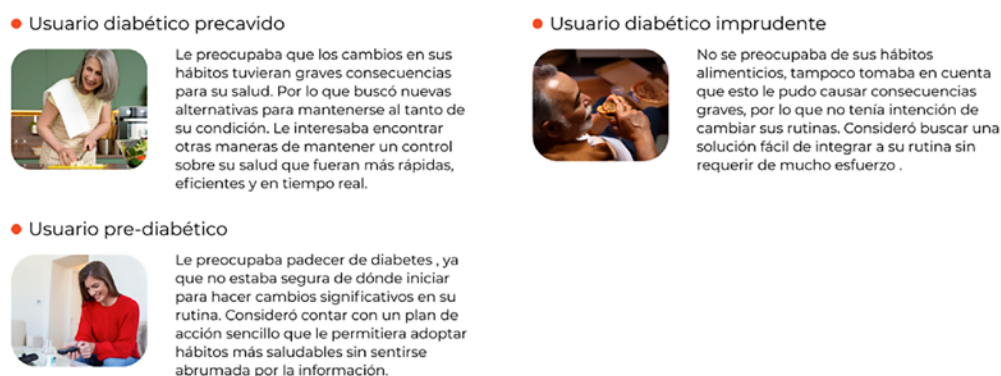 Usuario diabético precavido
Le preocupaba que los cambios en sus
hábitos tuvieran graves consecuencias
para su salud. Por lo que buscó nuevas
alternativas para mantenerse al tanto de
su condición. Le interesaba encontrar
otras maneras de mantener un control
sobre su salud que fueran más rápidas,
eficientes y en tiempo real.
Usuario diabético imprudente
No se preocupaba de sus hábitos
alimenticios, tampoco tomaba en cuenta
que esto le pudo causar consecuencias
graves, por lo que no tenía intención de
cambiar sus rutinas. Consideró buscar una
solución fácil de integrar a su rutina sin
requerir de mucho esfuerzo .
Usuario pre-diabético
Le preocupaba padecer de diabetes , ya
que no estaba segura de dónde iniciar
para hacer cambios significativos en su
rutina. Consideró contar con un plan de
acción sencillo que le permitiera adoptar
hábitos más saludables sin sentirse
abrumada por la información.